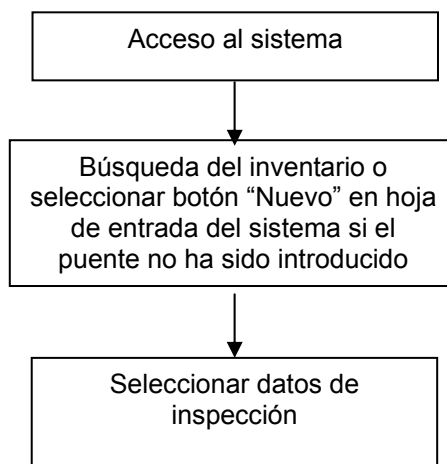 Acceso al sistema
Búsqueda del inventario o
seleccionar botón “Nuevo” en hoja
de entrada del sistema si el
puente no ha sido introducido
Seleccionar datos de
inspección